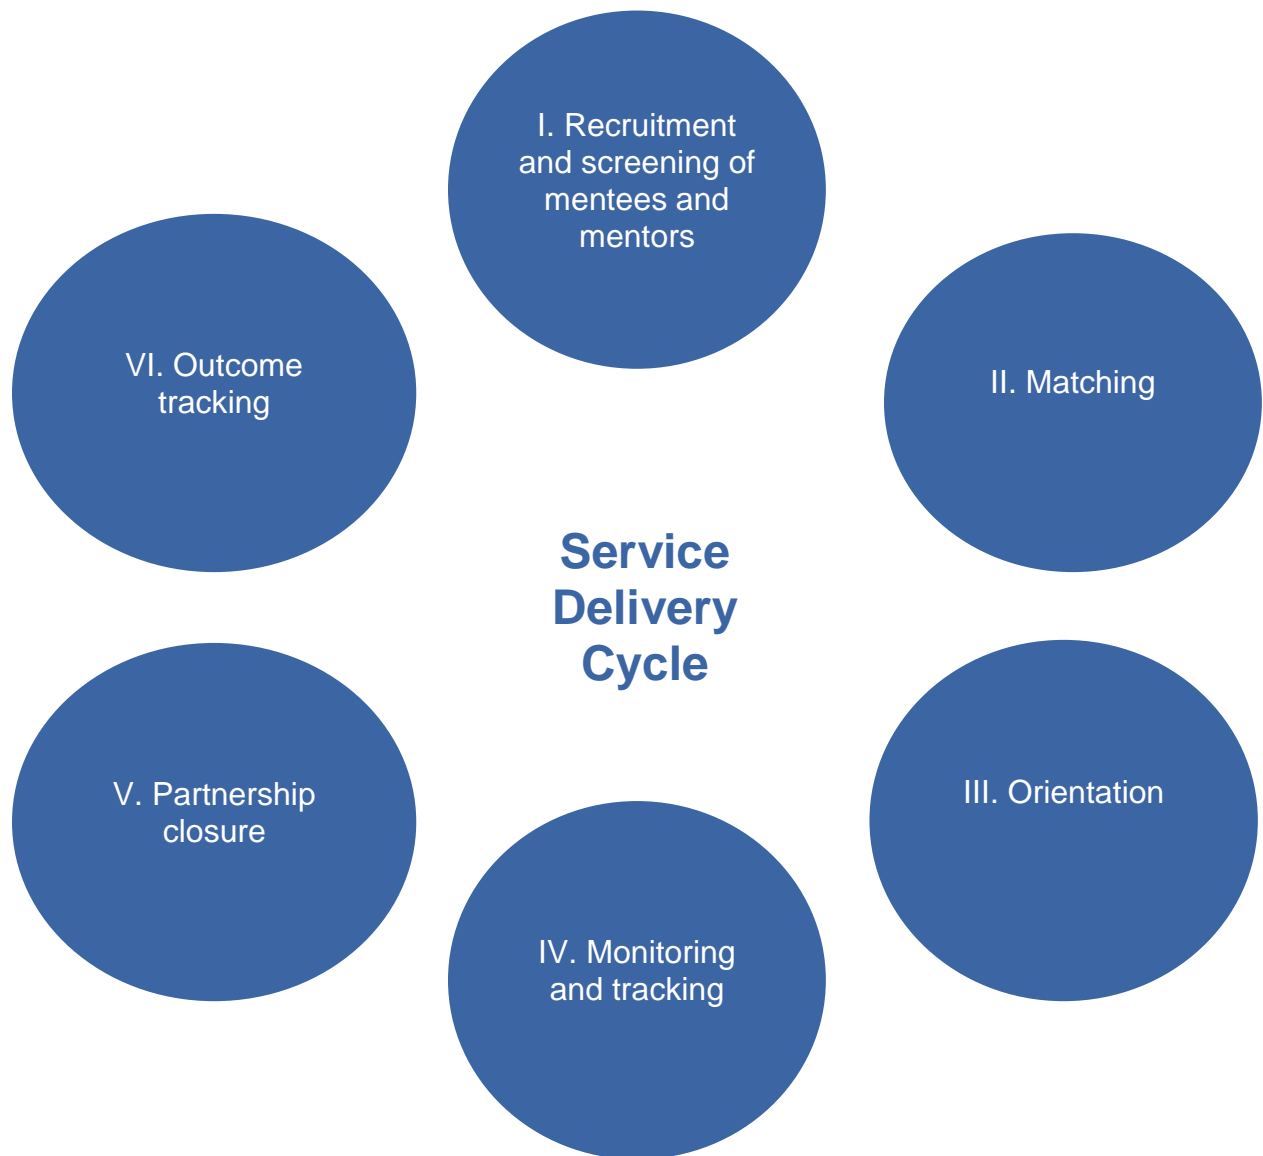 I. Recruitment
and screening of
mentees and
mentors
II. Matching
III. Orientation
IV. Monitoring
and tracking
V. Partnership
closure
VI. Outcome
tracking
Service
Delivery
Cycle